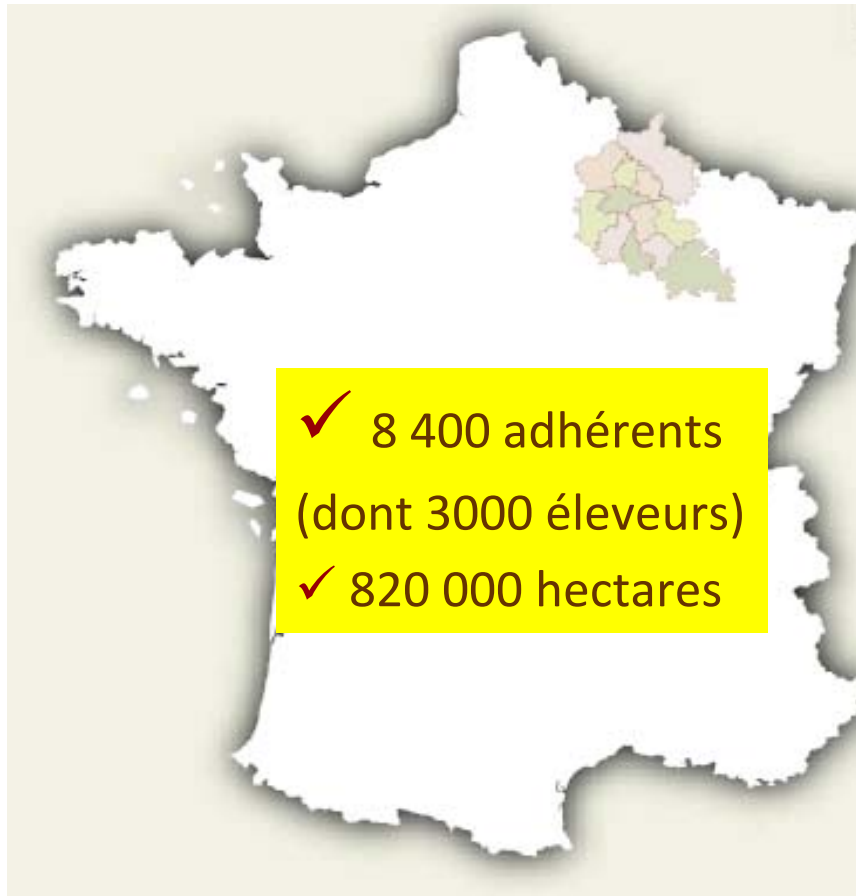 ✓ 8 400 adhérents
(dont 3000 éleveurs)
✓ 820 000 hectares